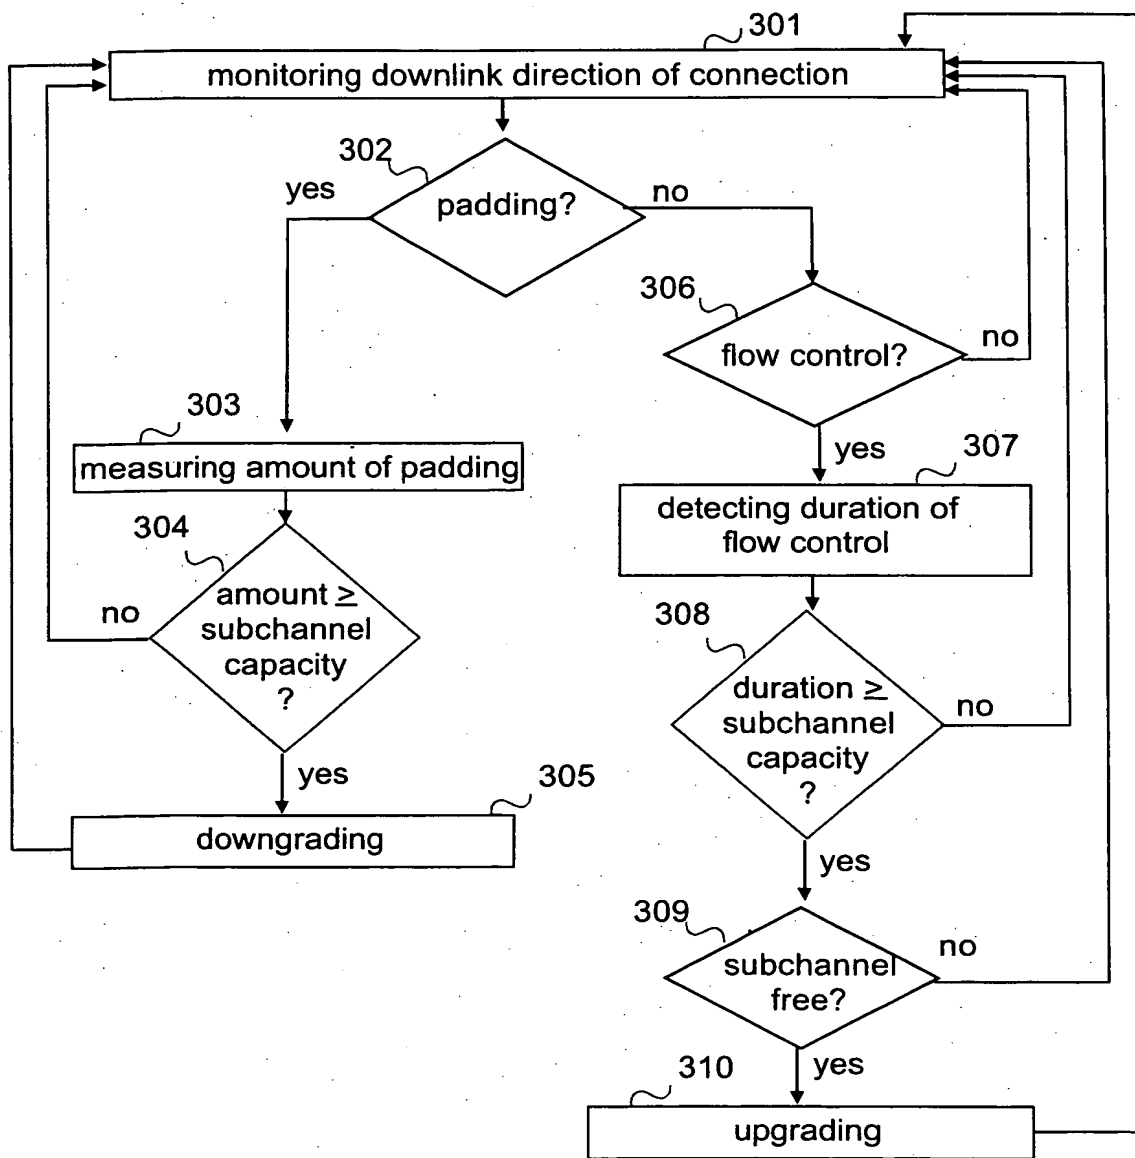 301
monitoring downlink direction of connection
302
yes
padding?
no
306
flow control?
no
303
measuring amount of padding
yes
307
detecting duration of
flow control
304
amount ≥
subchannel
capacity
?
no
yes
308
duration ≥
subchannel
capacity
?
no
305
downgrading
yes
309
subchannel
free?
no
yes
310
upgrading